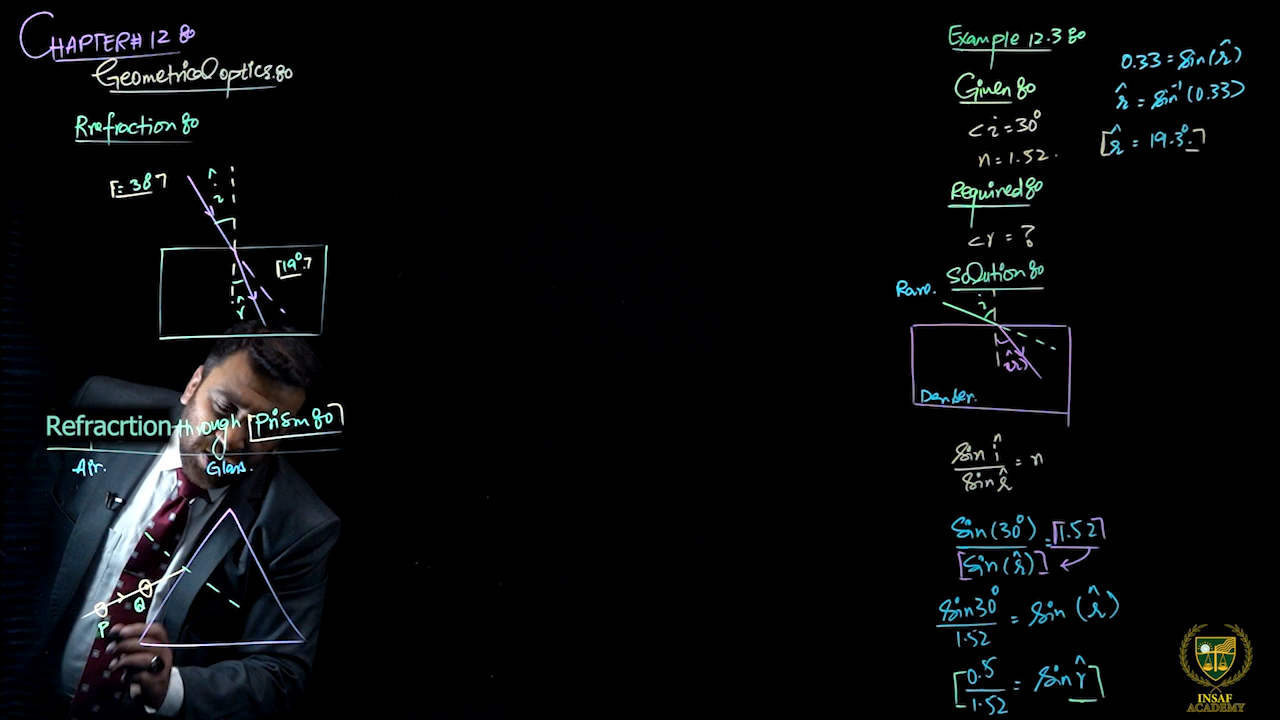 CHAPTER# 12 :-
Geometrical optics:-
Rrefraction :-
[= 38°]
î
[19°.]
r̂
Refracrtion through [Prism :-]
Air. Glass.
P Q
Example 12.3 :-
Given :-
<i = 30°
n = 1.52.
Required :-
<r = ?
Solution :-
Rare.
i
Denser.
sin î / sin r̂ = n
Sin(30°) / [Sin(r̂)] = [1.52]
sin30° / 1.52 = sin (r̂)
[0.5 / 1.52 = sin r̂]
0.33 = sin(r̂)
r̂ = sin⁻¹(0.33)
[r̂ = 19.3°.]
INSAF
ACADEMY